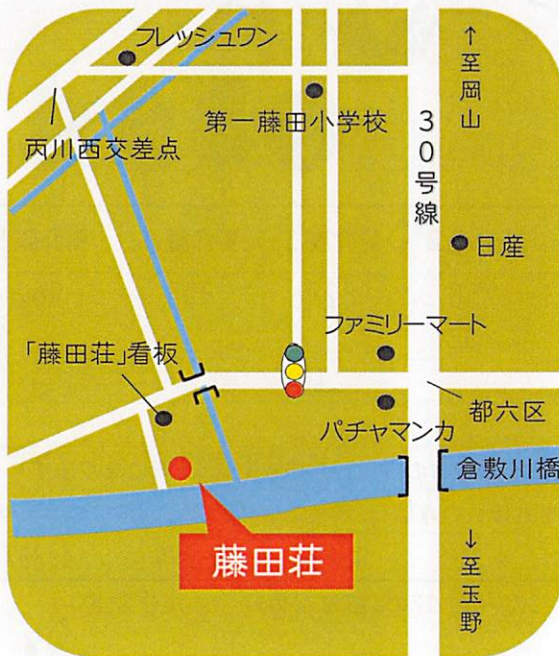 フレッシュワン
↑至岡山
第一藤田小学校
丙川西交差点
30号線
日産
ファミリーマート
「藤田荘」看板
都六区
パチャマンカ
倉敷川橋
藤田荘
↓至玉野